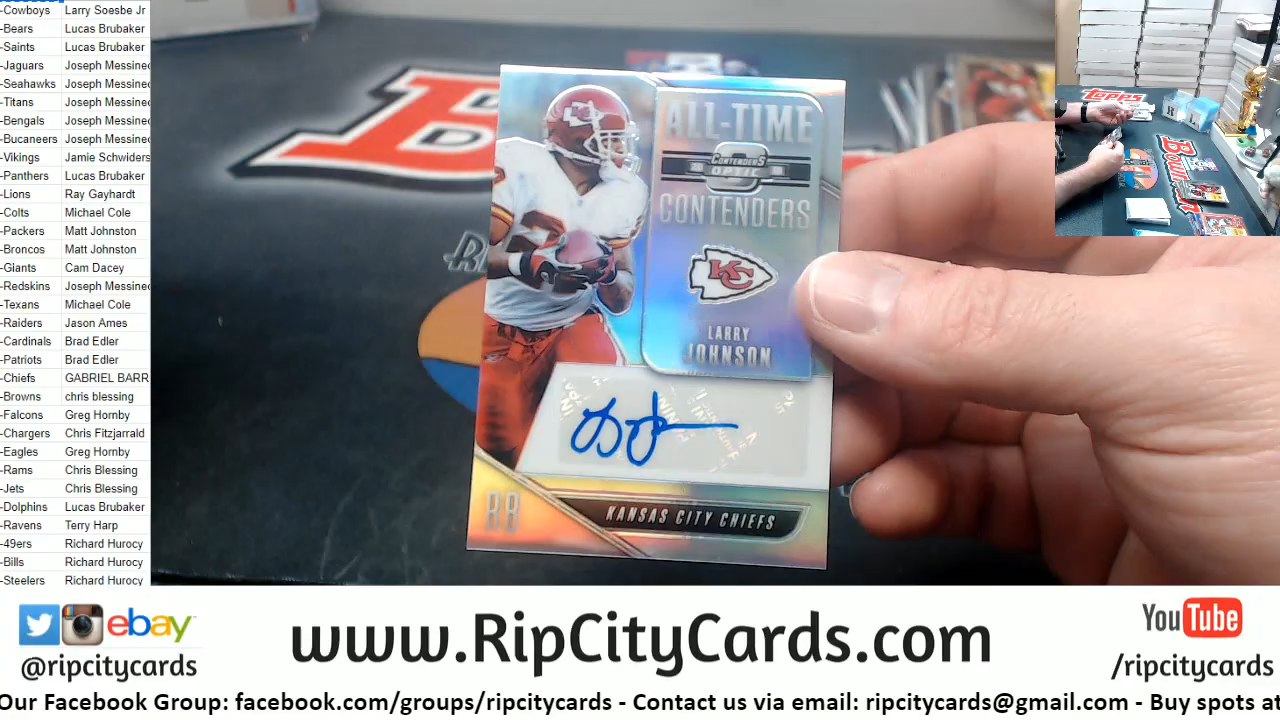 -Cowboys Larry Soesbe Jr
-Bears Lucas Brubaker
-Saints Lucas Brubaker
-Jaguars Joseph Messineo
-Seahawks Joseph Messineo
-Titans Joseph Messineo
-Bengals Joseph Messineo
-Bucaneers Joseph Messineo
-Vikings Jamie Schwiders
-Panthers Lucas Brubaker
-Lions Ray Gayhardt
-Colts Michael Cole
-Packers Matt Johnston
-Broncos Matt Johnston
-Giants Cam Dacey
-Redskins Joseph Messineo
-Texans Michael Cole
-Raiders Jason Ames
-Cardinals Brad Edler
-Patriots Brad Edler
-Chiefs GABRIEL BARR
-Browns chris blessing
-Falcons Greg Hornby
-Chargers Chris Fitzjarrald
-Eagles Greg Hornby
-Rams Chris Blessing
-Jets Chris Blessing
-Dolphins Lucas Brubaker
-Ravens Terry Harp
-49ers Richard Hurocy
-Bills Richard Hurocy
-Steelers Richard Hurocy
ALL-TIME
CONTENDERS
OPTIC
CONTENDERS
KC
LARRY
JOHNSON
RB
KANSAS CITY CHIEFS
Topps
ebay
@ripcitycards
www.RipCityCards.com
YouTube
/ripcitycards
Our Facebook Group: facebook.com/groups/ripcitycards - Contact us via email: ripcitycards@gmail.com - Buy spots at